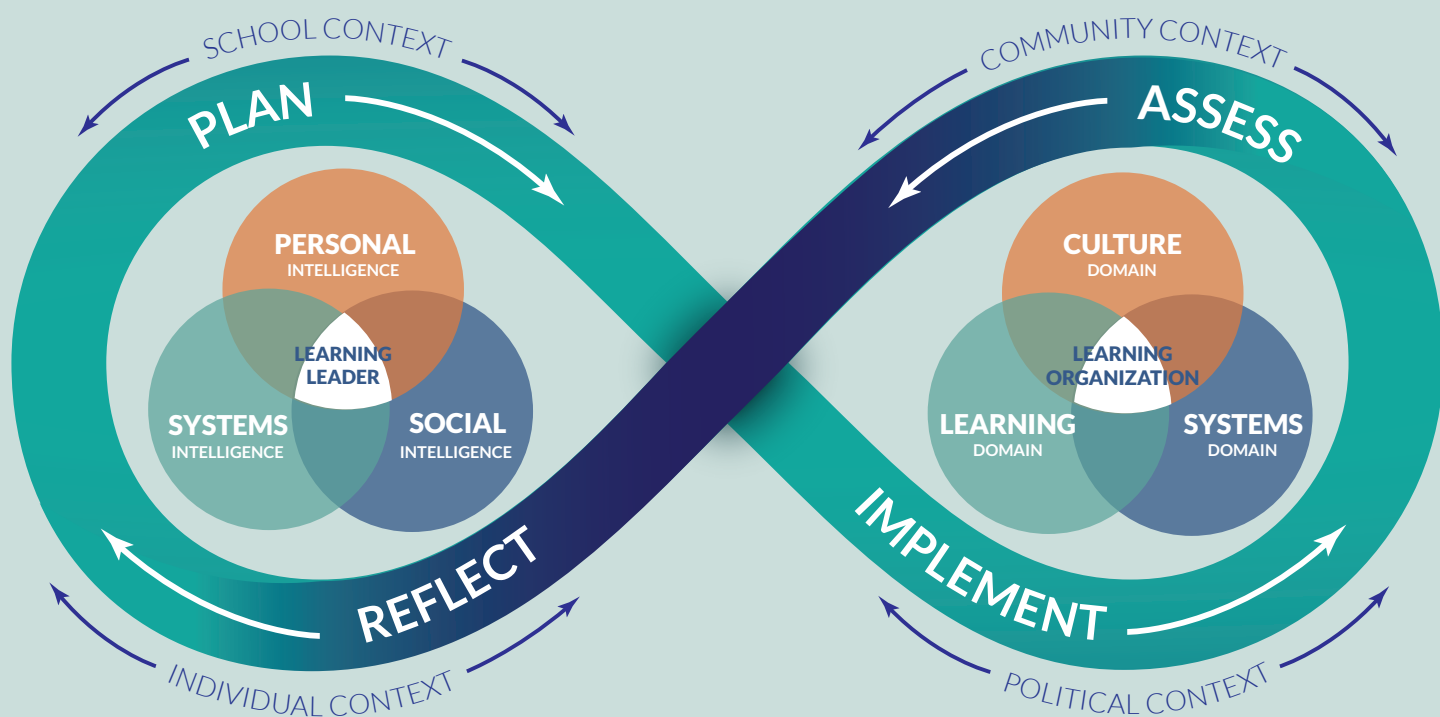 SCHOOL CONTEXT
COMMUNITY CONTEXT
PLAN
ASSESS
PERSONAL
INTELLIGENCE
LEARNING
LEADER
SYSTEMS
INTELLIGENCE
SOCIAL
INTELLIGENCE
CULTURE
DOMAIN
LEARNING
ORGANIZATION
LEARNING
DOMAIN
SYSTEMS
DOMAIN
REFLECT
IMPLEMENT
INDIVIDUAL CONTEXT
POLITICAL CONTEXT